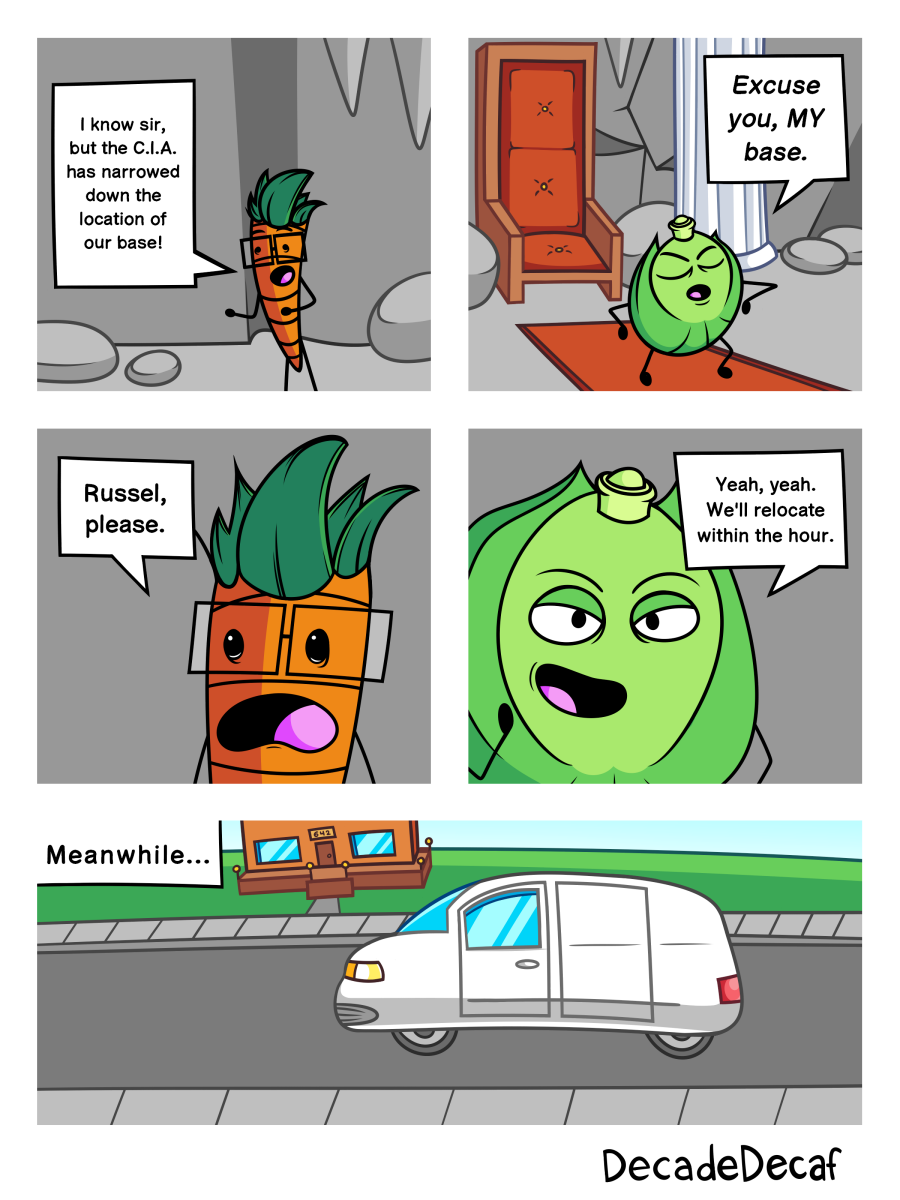 I know sir,
but the C.I.A.
has narrowed
down the
location of
our base!
Excuse
you, MY
base.
Russel,
please.
Yeah, yeah.
We'll relocate
within the hour.
Meanwhile...
642
DecadeDecaf